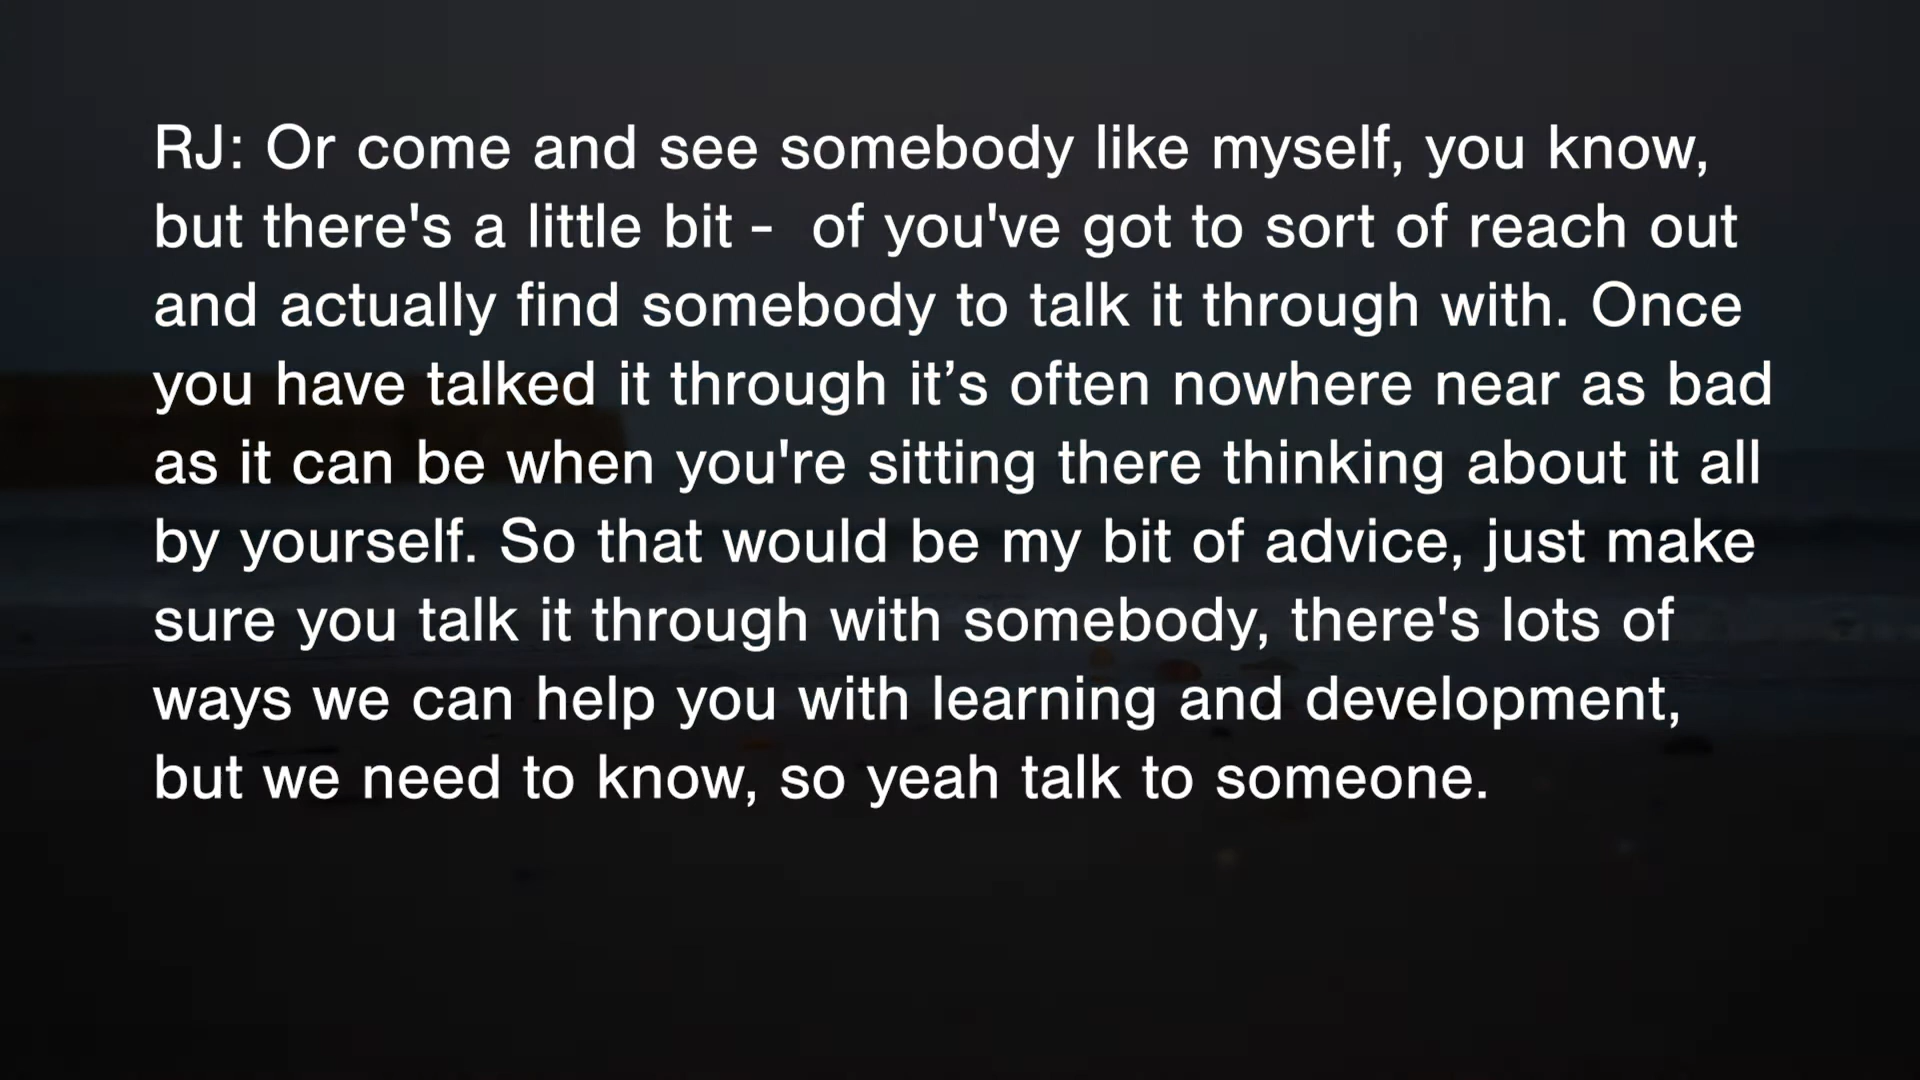 RJ: Or come and see somebody like myself, you know,
but there's a little bit -  of you've got to sort of reach out
and actually find somebody to talk it through with. Once
you have talked it through it’s often nowhere near as bad
as it can be when you're sitting there thinking about it all
by yourself. So that would be my bit of advice, just make
sure you talk it through with somebody, there's lots of
ways we can help you with learning and development,
but we need to know, so yeah talk to someone.